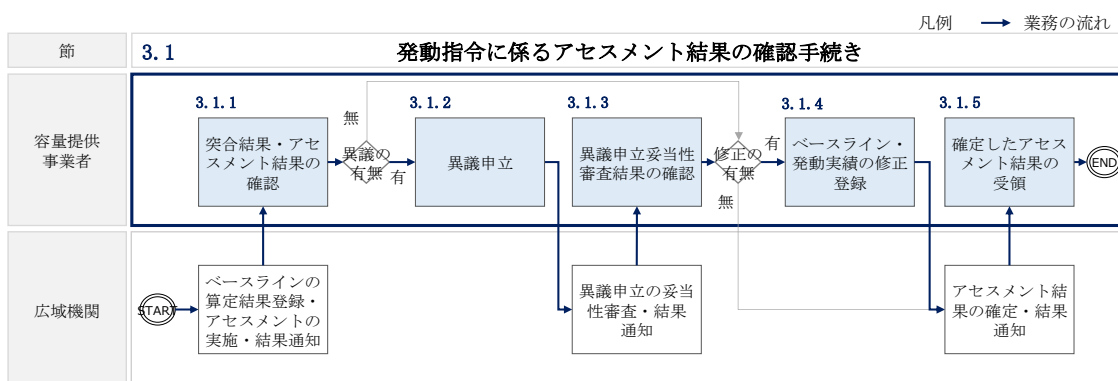 凡例 業務の流れ
節
3.1 発動指令に係るアセスメント結果の確認手続き
容量提供
事業者
3.1.1
突合結果・アセ
スメント結果の
確認
無
異議の
有無
有
3.1.2
異議申立
3.1.3
異議申立妥当性
審査結果の確認
修正の
有無
有
無
3.1.4
ベースライン・
発動実績の修正
登録
3.1.5
確定したアセス
メント結果の
受領
END
広域機関
START
ベースラインの
算定結果登録・
アセスメントの
実施・結果通知
異議申立の妥当
性審査・結果
通知
アセスメント結
果の確定・結果
通知